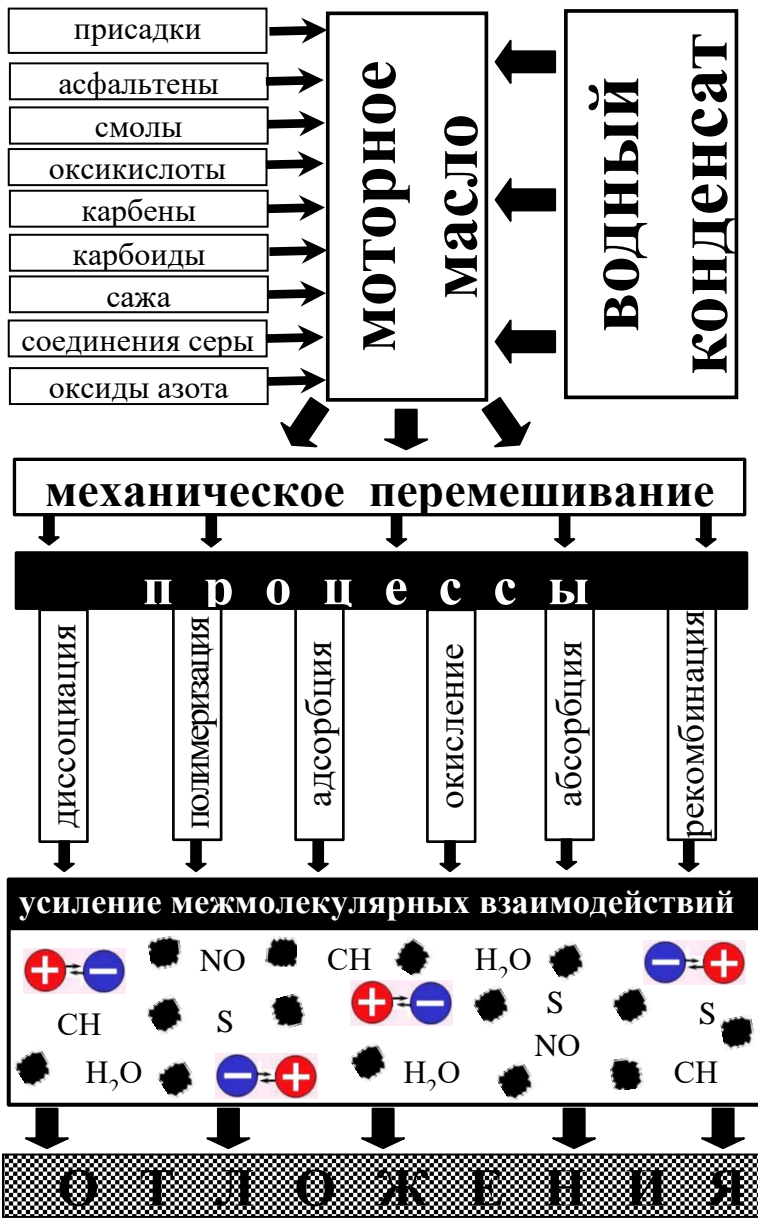 присадки
асфальтены
смолы
оксикислоты
карбены
карбоиды
сажа
соединения серы
оксиды азота
моторное
масло
водный
конденсат
механическое перемешивание
процессы
диссоциация
полимеризация
адсорбция
окисление
абсорбция
рекомбинация
усиление межмолекулярных взаимодействий
+ − NO CH H₂O − +
CH S + − S S
NO
H₂O − + H₂O CH
ОТЛОЖЕНИЯ